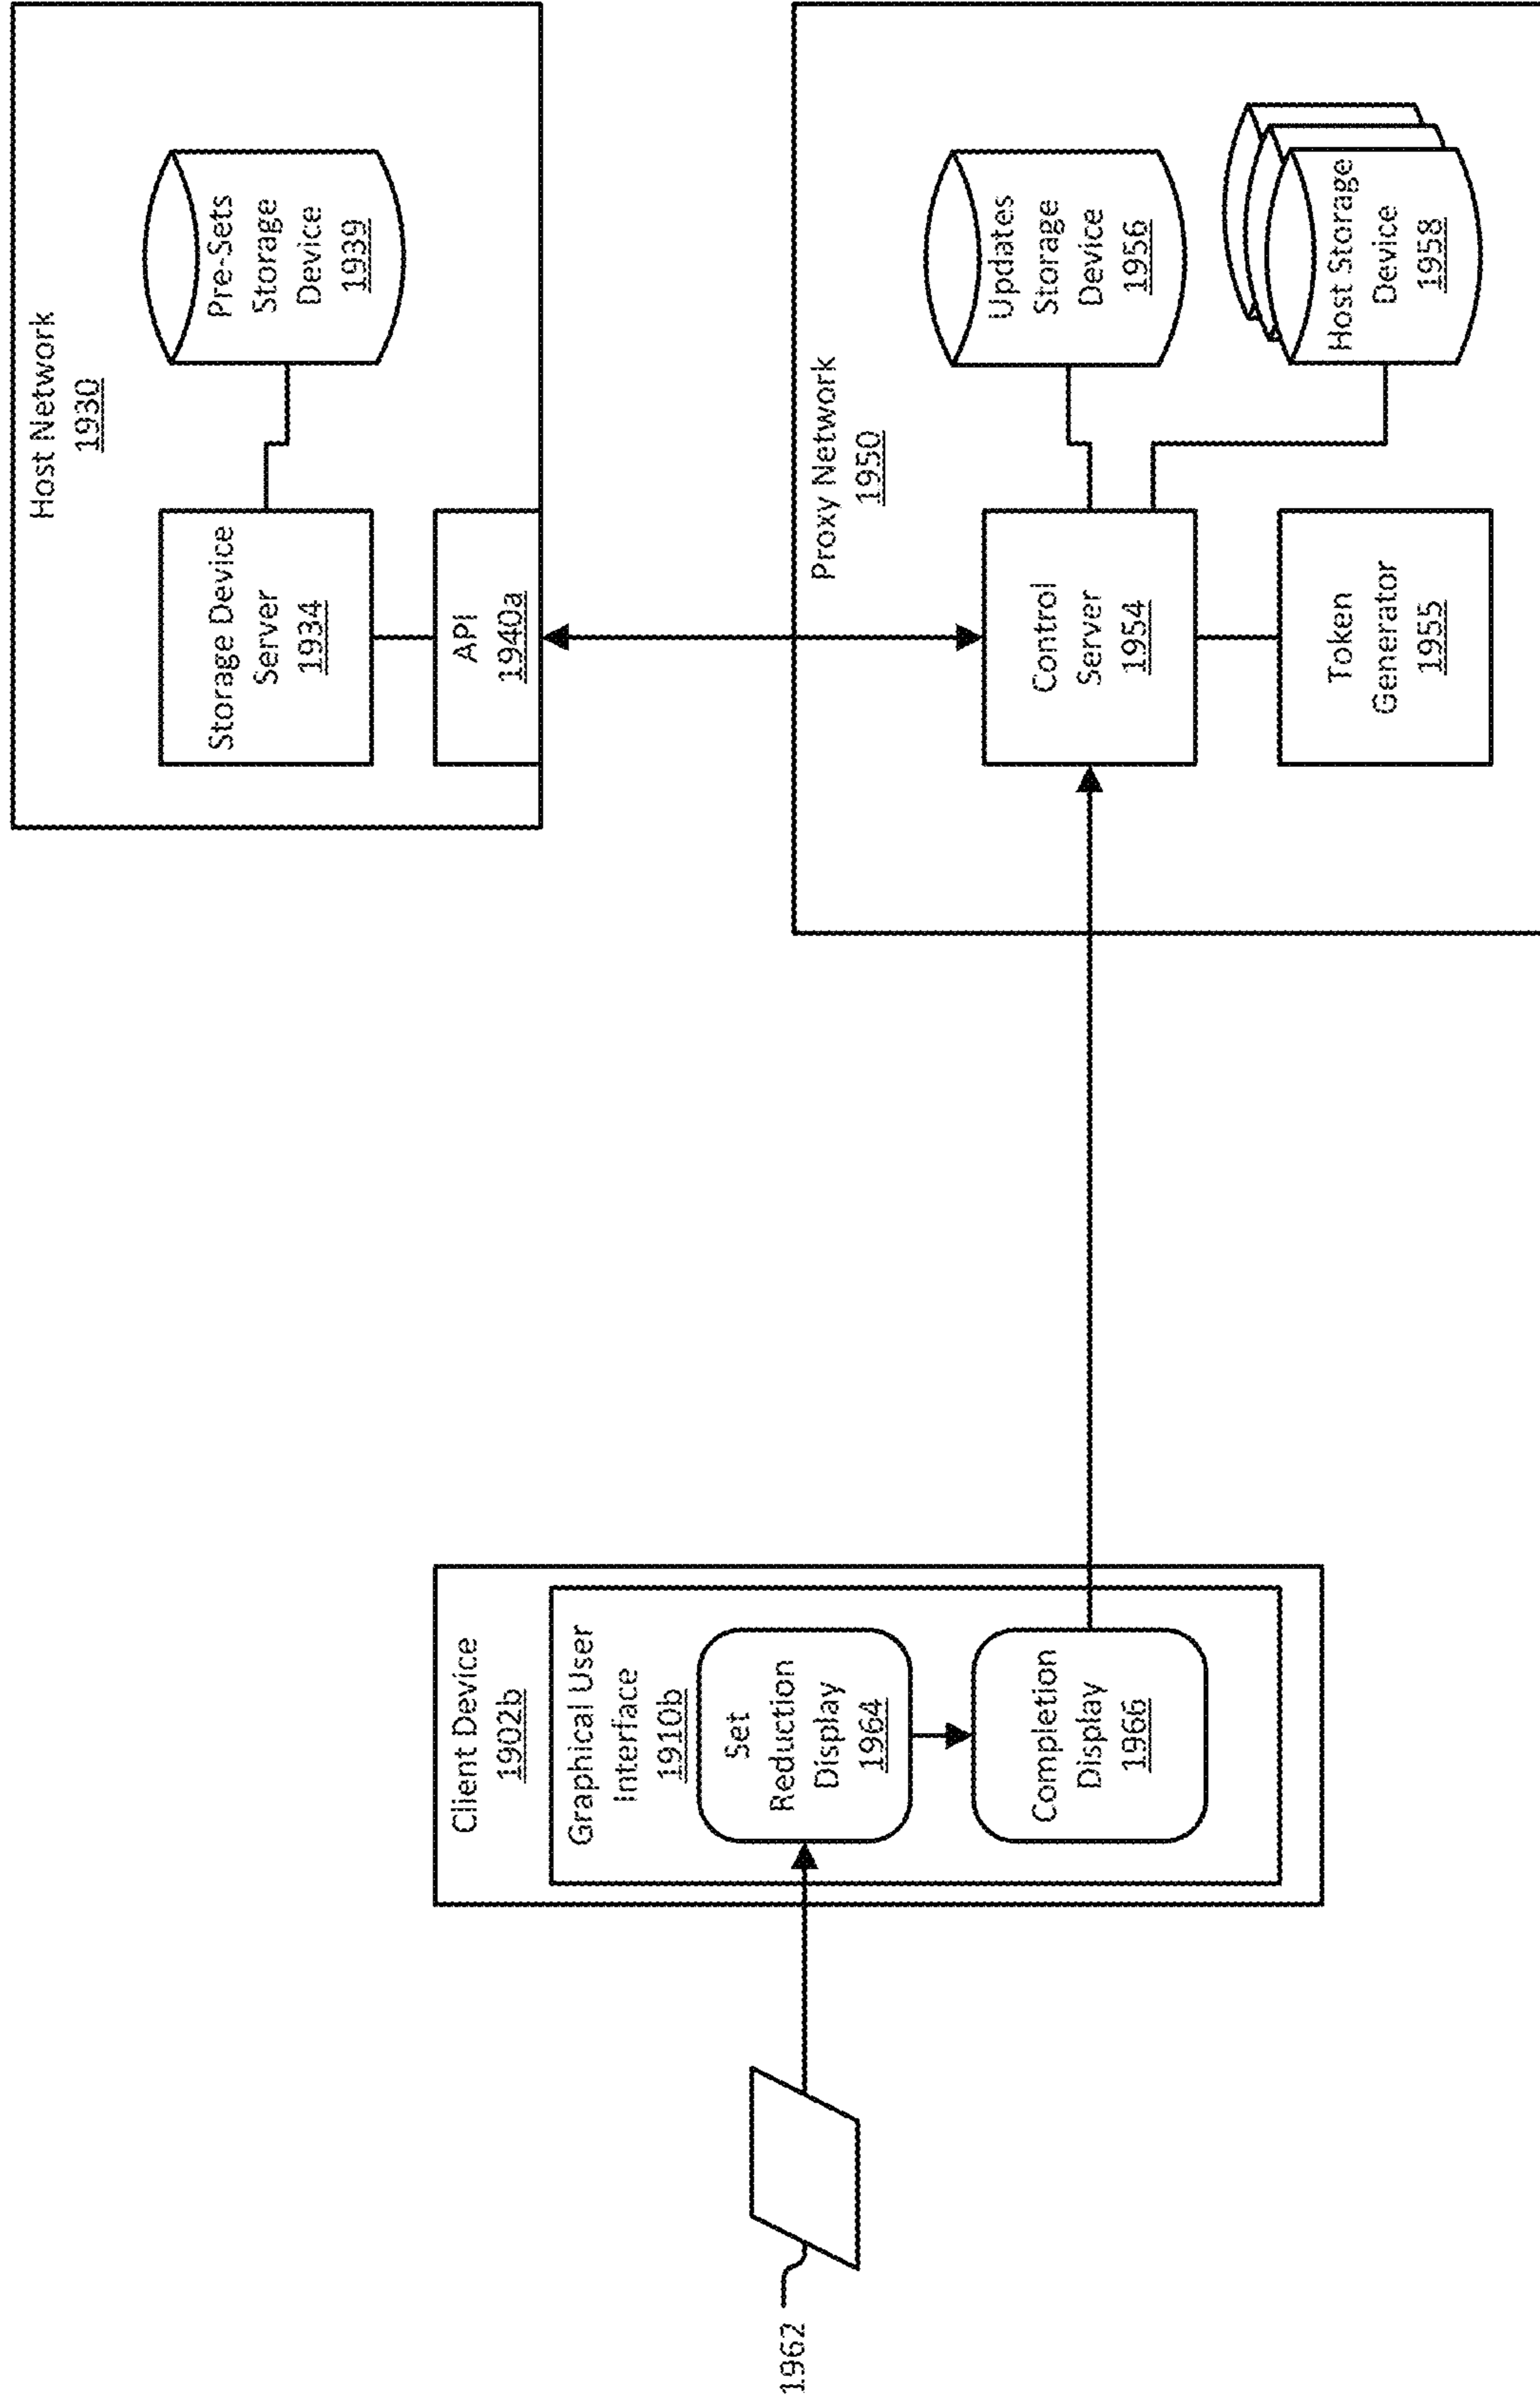 1962
Client Device
1902b
Graphical User
Interface
1910b
Set
Reduction
Display
1964
Completion
Display
1966
Host Network
1930
Storage Device
Server
1934
API
1940a
Pre-Sets
Storage
Device
1939
Proxy Network
1950
Control
Server
1954
Token
Generator
1955
Updates
Storage
Device
1956
Host Storage
Device
1958